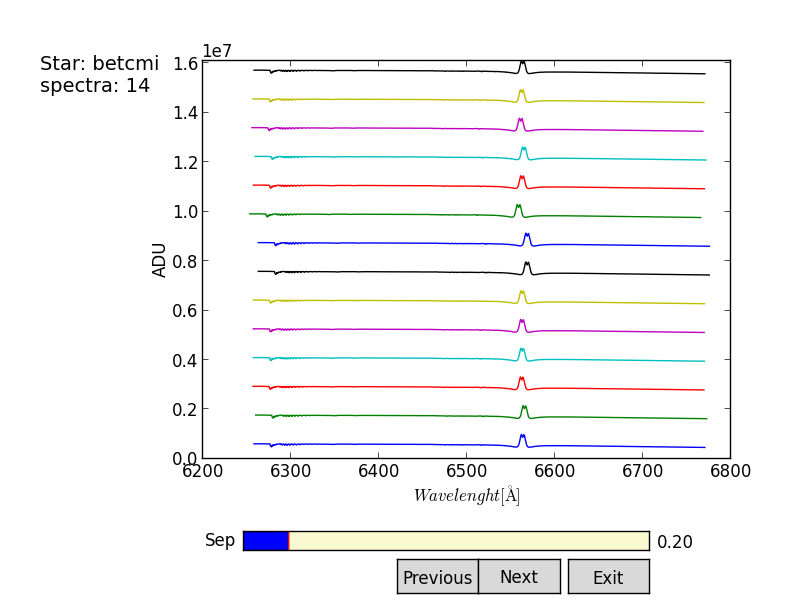 Star: betcmi
spectra: 14
1e7
1.6
1.4
1.2
1.0
0.8
0.6
0.4
0.2
0.0
ADU
6200 6300 6400 6500 6600 6700 6800
Wavelenght[Å]
Sep 0.20
Previous Next Exit